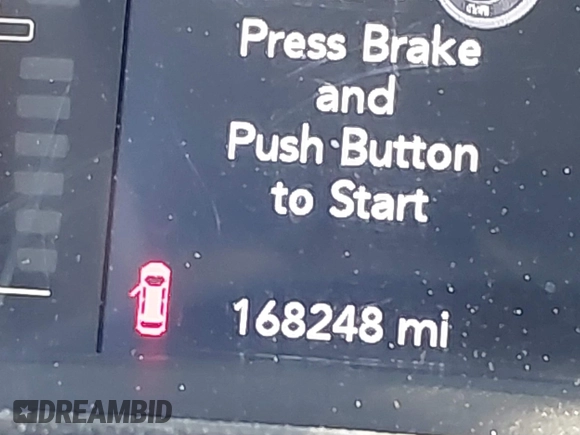 Press Brake
and
Push Button
to Start
168248 mi
DREAMBID